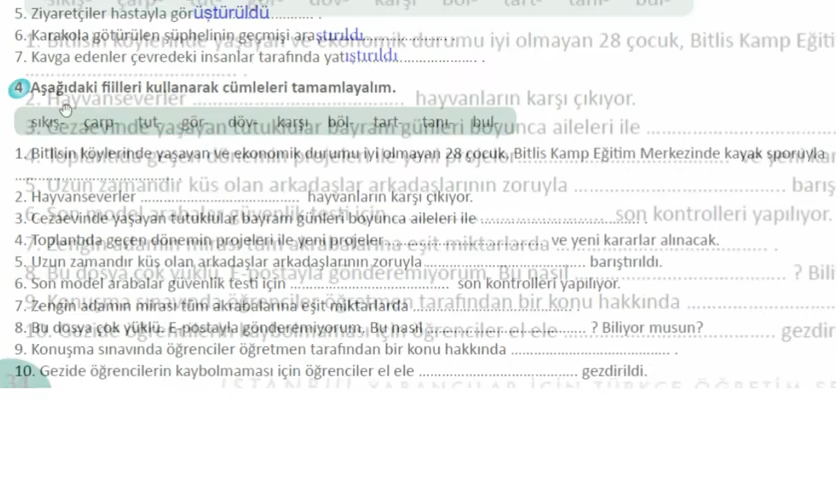 5. Ziyaretçiler hastayla görüştürüldü............ .
6. Karakola götürülen şüphelinin geçmişi araştırıldı........................ .
7. Kavga edenler çevredeki insanlar tarafında yatıştırıldı..................... .
4 Aşağıdaki fiilleri kullanarak cümleleri tamamlayalım.
sıkış- çarp- tut- gör- döv- karşı böl- tart- tanı- bul-
1. Bitlisin köylerinde yaşayan ve ekonomik durumu iyi olmayan 28 çocuk, Bitlis Kamp Eğitim Merkezinde kayak sporuyla
........................................ .
2. Hayvanseverler ........................................ hayvanların karşı çıkıyor.
3. Cezaevinde yaşayan tutuklular bayram günleri boyunca aileleri ile ........................................ .
4. Toplantıda geçen dönemin projeleri ile yeni projeler........................................ ve yeni kararlar alınacak.
5. Uzun zamandır küs olan arkadaşlar arkadaşlarının zoruyla ........................................ barıştırıldı.
6. Son model arabalar güvenlik testi için ........................................ son kontrolleri yapılıyor.
7. Zengin adamın mirası tüm akrabalarına eşit miktarlarda ........................................ .
8. Bu dosya çok yüklü. E-postayla gönderemiyorum. Bu nasıl ........................................ ? Biliyor musun?
9. Konuşma sınavında öğrenciler öğretmen tarafından bir konu hakkında ........................................ .
10. Gezide öğrencilerin kaybolmaması için öğrenciler el ele ........................................ gezdirildi.